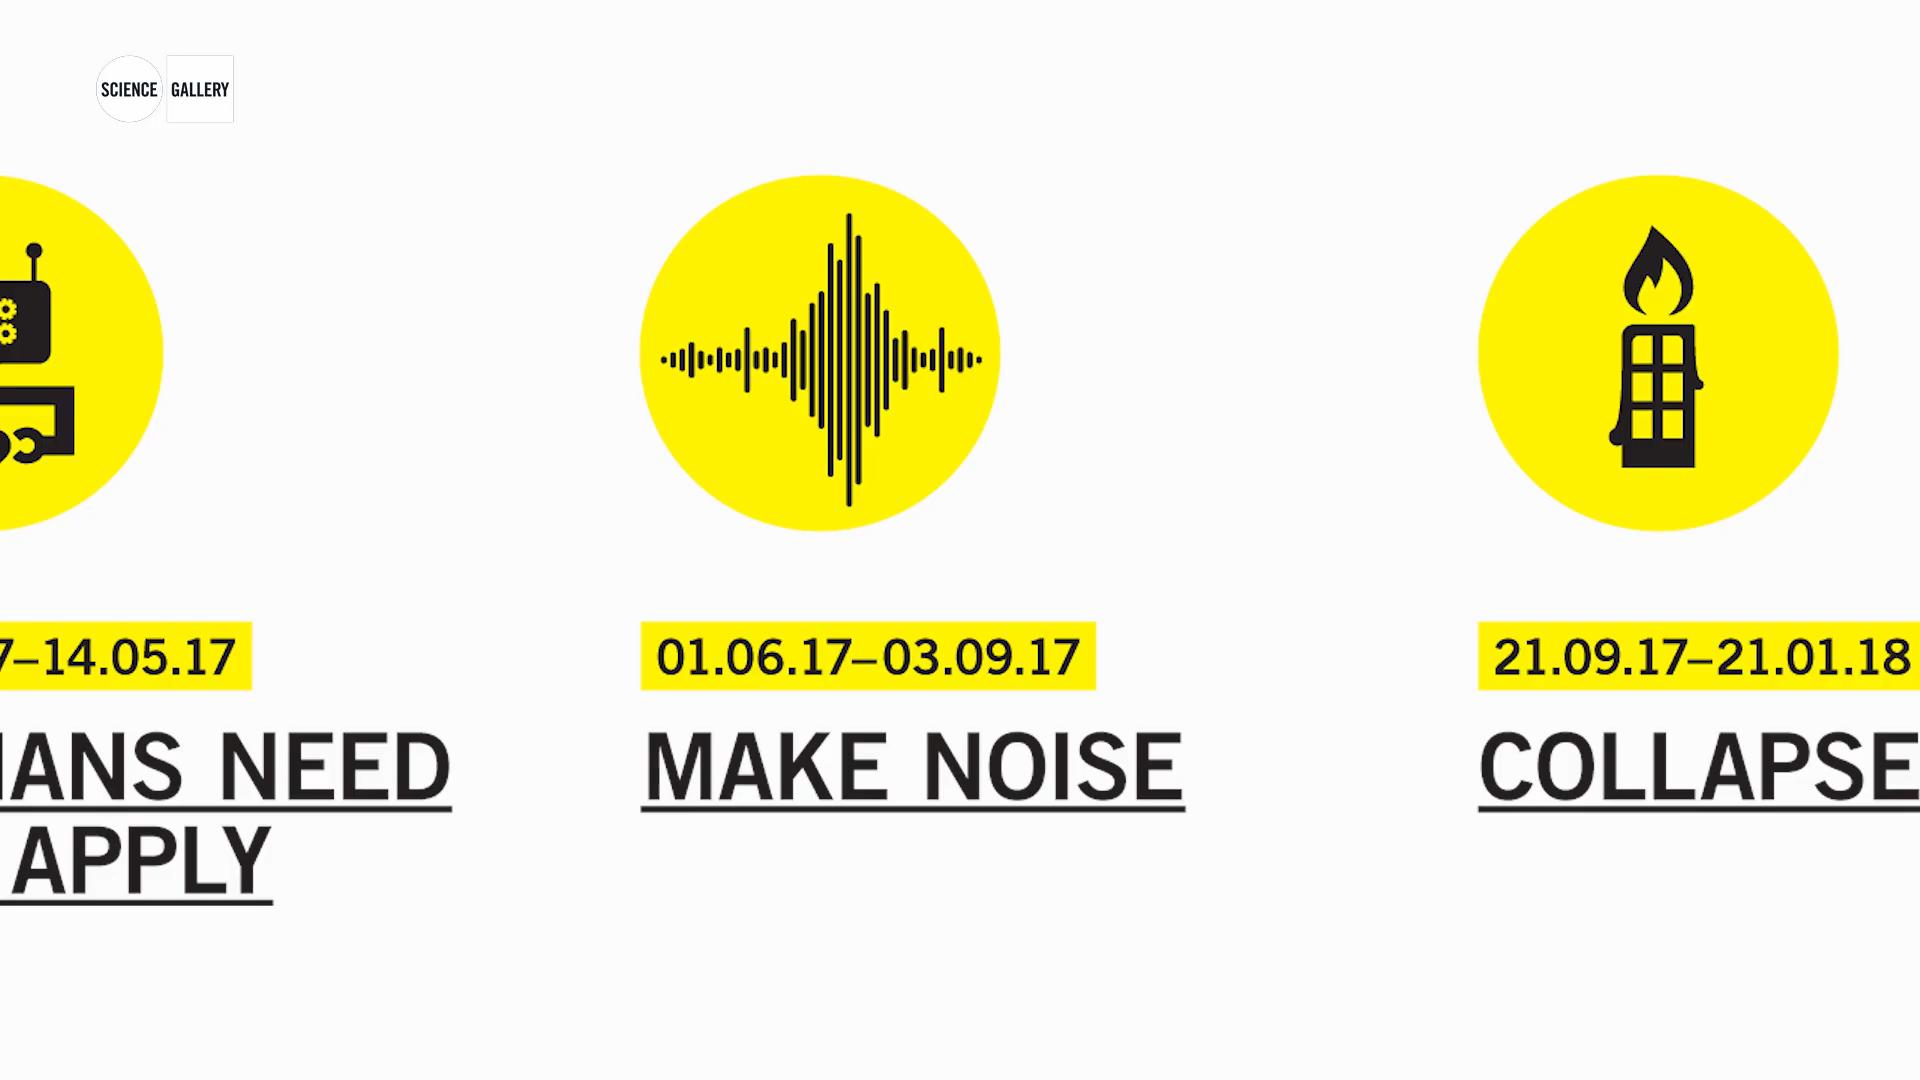 SCIENCE GALLERY
7–14.05.17
01.06.17–03.09.17
21.09.17–21.01.18
MANS NEED
APPLY
MAKE NOISE
COLLAPSE